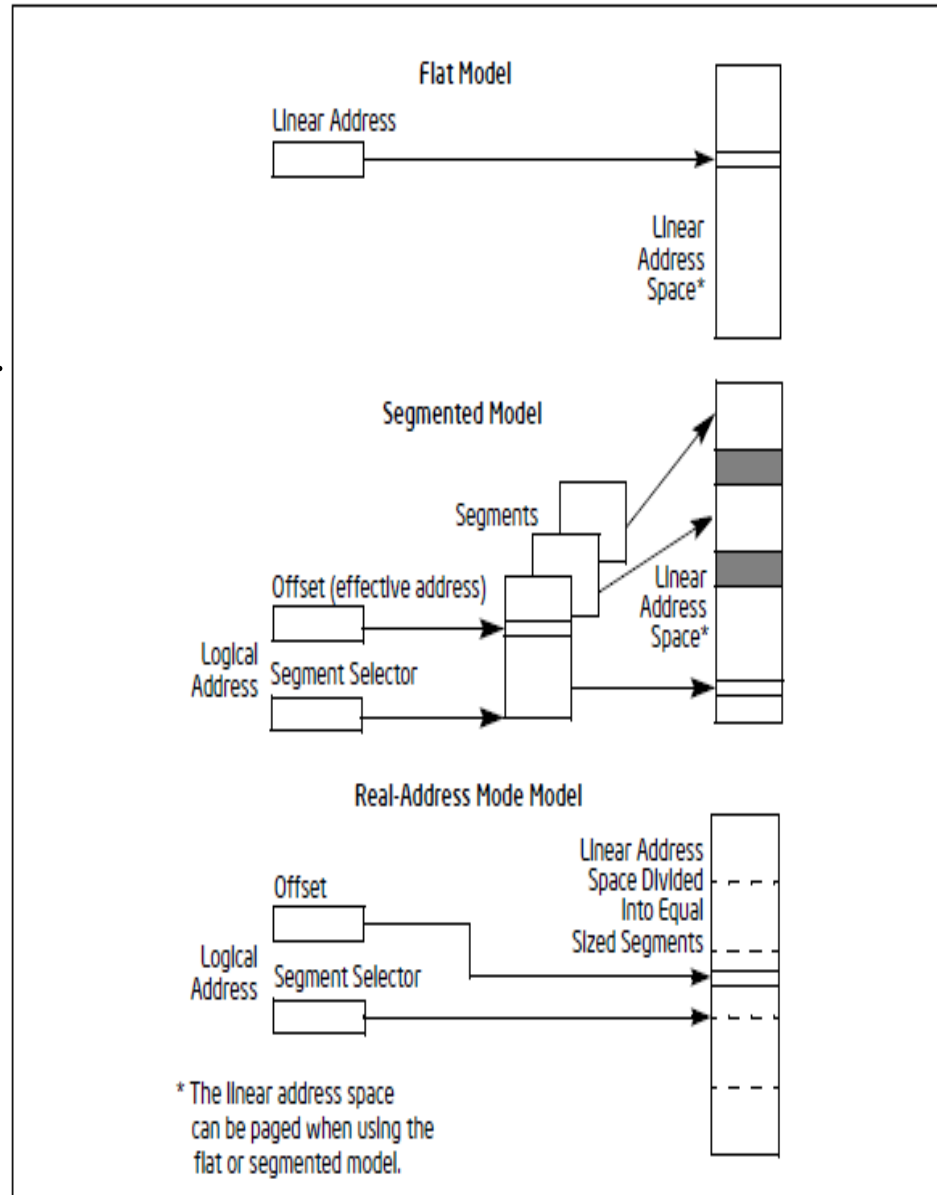 Flat Model
Linear Address
Linear
Address
Space*
Segmented Model
Segments
Offset (effective address)
Logical
Address
Segment Selector
Linear
Address
Space*
Real-Address Mode Model
Offset
Logical
Address
Segment Selector
Linear Address
Space Divided
Into Equal
Sized Segments
* The linear address space
can be paged when using the
flat or segmented model.